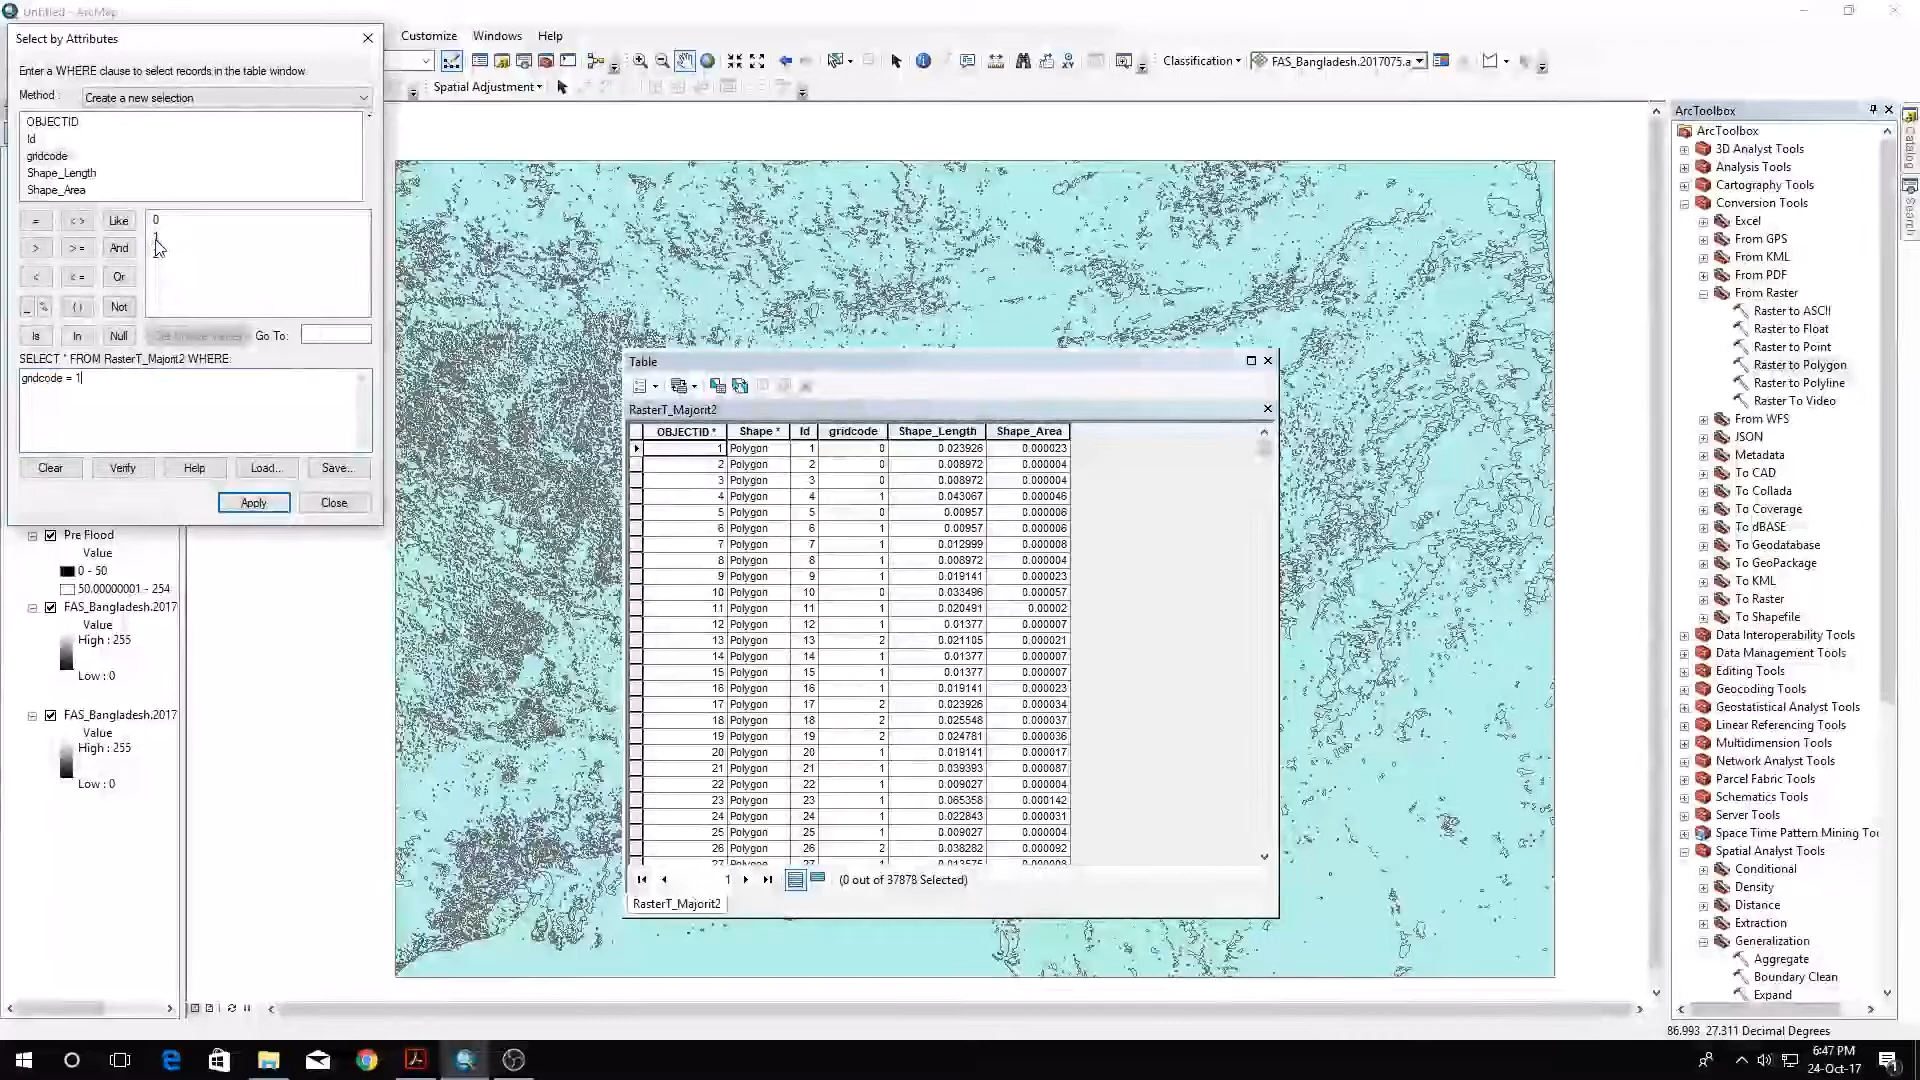 Untitled - ArcMap
Select by Attributes
Enter a WHERE clause to select records in the table window.
Method :
Create a new selection
OBJECTID
Id
gridcode
Shape_Length
Shape_Area
= < > Like
> > = And
< < = Or
_ % ( ) Not
Is In Null
0
1
Go To:
SELECT * FROM RasterT_Majorit2 WHERE:
gridcode = 1
Clear Verify Help Load... Save...
Apply Close
Customize Windows Help
Classification
FAS_Bangladesh.2017075.a
Spatial Adjustment
Pre Flood
Value
0 - 50
50.00000001 - 254
FAS_Bangladesh.2017
Value
High : 255
Low : 0
FAS_Bangladesh.2017
Value
High : 255
Low : 0
Table
RasterT_Majorit2
OBJECTID * Shape * Id gridcode Shape_Length Shape_Area
1 Polygon 1 0 0.023926 0.000023
2 Polygon 2 0 0.008972 0.000004
3 Polygon 3 0 0.008972 0.000004
4 Polygon 4 1 0.043067 0.000046
5 Polygon 5 0 0.00957 0.000006
6 Polygon 6 1 0.00957 0.000006
7 Polygon 7 1 0.012999 0.000008
8 Polygon 8 1 0.008972 0.000004
9 Polygon 9 1 0.019141 0.000023
10 Polygon 10 0 0.033496 0.000057
11 Polygon 11 1 0.020491 0.00002
12 Polygon 12 1 0.01377 0.000007
13 Polygon 13 2 0.021105 0.000021
14 Polygon 14 1 0.01377 0.000007
15 Polygon 15 1 0.01377 0.000007
16 Polygon 16 1 0.019141 0.000023
17 Polygon 17 2 0.023926 0.000034
18 Polygon 18 2 0.025548 0.000037
19 Polygon 19 2 0.024781 0.000036
20 Polygon 20 1 0.019141 0.000017
21 Polygon 21 1 0.039393 0.000087
22 Polygon 22 1 0.009027 0.000004
23 Polygon 23 1 0.065358 0.000142
24 Polygon 24 1 0.022843 0.000031
25 Polygon 25 1 0.009027 0.000004
26 Polygon 26 2 0.038282 0.000092
27 Polygon 27 1 0.013575
1
(0 out of 37878 Selected)
RasterT_Majorit2
ArcToolbox
ArcToolbox
3D Analyst Tools
Analysis Tools
Cartography Tools
Conversion Tools
Excel
From GPS
From KML
From PDF
From Raster
Raster to ASCII
Raster to Float
Raster to Point
Raster to Polygon
Raster to Polyline
Raster To Video
From WFS
JSON
Metadata
To CAD
To Collada
To Coverage
To dBASE
To Geodatabase
To GeoPackage
To KML
To Raster
To Shapefile
Data Interoperability Tools
Data Management Tools
Editing Tools
Geocoding Tools
Geostatistical Analyst Tools
Linear Referencing Tools
Multidimension Tools
Network Analyst Tools
Parcel Fabric Tools
Schematics Tools
Server Tools
Space Time Pattern Mining Too
Spatial Analyst Tools
Conditional
Density
Distance
Extraction
Generalization
Aggregate
Boundary Clean
Expand
Catalog
Search
86.993 27.311 Decimal Degrees
6:47 PM
24-Oct-17
1